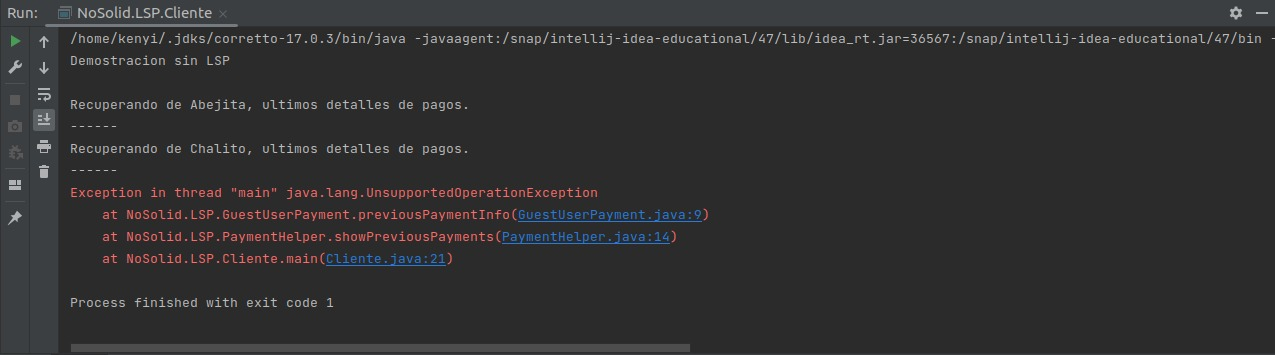 Run: NoSolid.LSP.Cliente
/home/kenyi/.jdks/corretto-17.0.3/bin/java -javaagent:/snap/intellij-idea-educational/47/lib/idea_rt.jar=36567:/snap/intellij-idea-educational/47/bin -
Demostracion sin LSP
Recuperando de Abejita, ultimos detalles de pagos.
------
Recuperando de Chalito, ultimos detalles de pagos.
------
Exception in thread "main" java.lang.UnsupportedOperationException
at NoSolid.LSP.GuestUserPayment.previousPaymentInfo(GuestUserPayment.java:9)
at NoSolid.LSP.PaymentHelper.showPreviousPayments(PaymentHelper.java:14)
at NoSolid.LSP.Cliente.main(Cliente.java:21)
Process finished with exit code 1